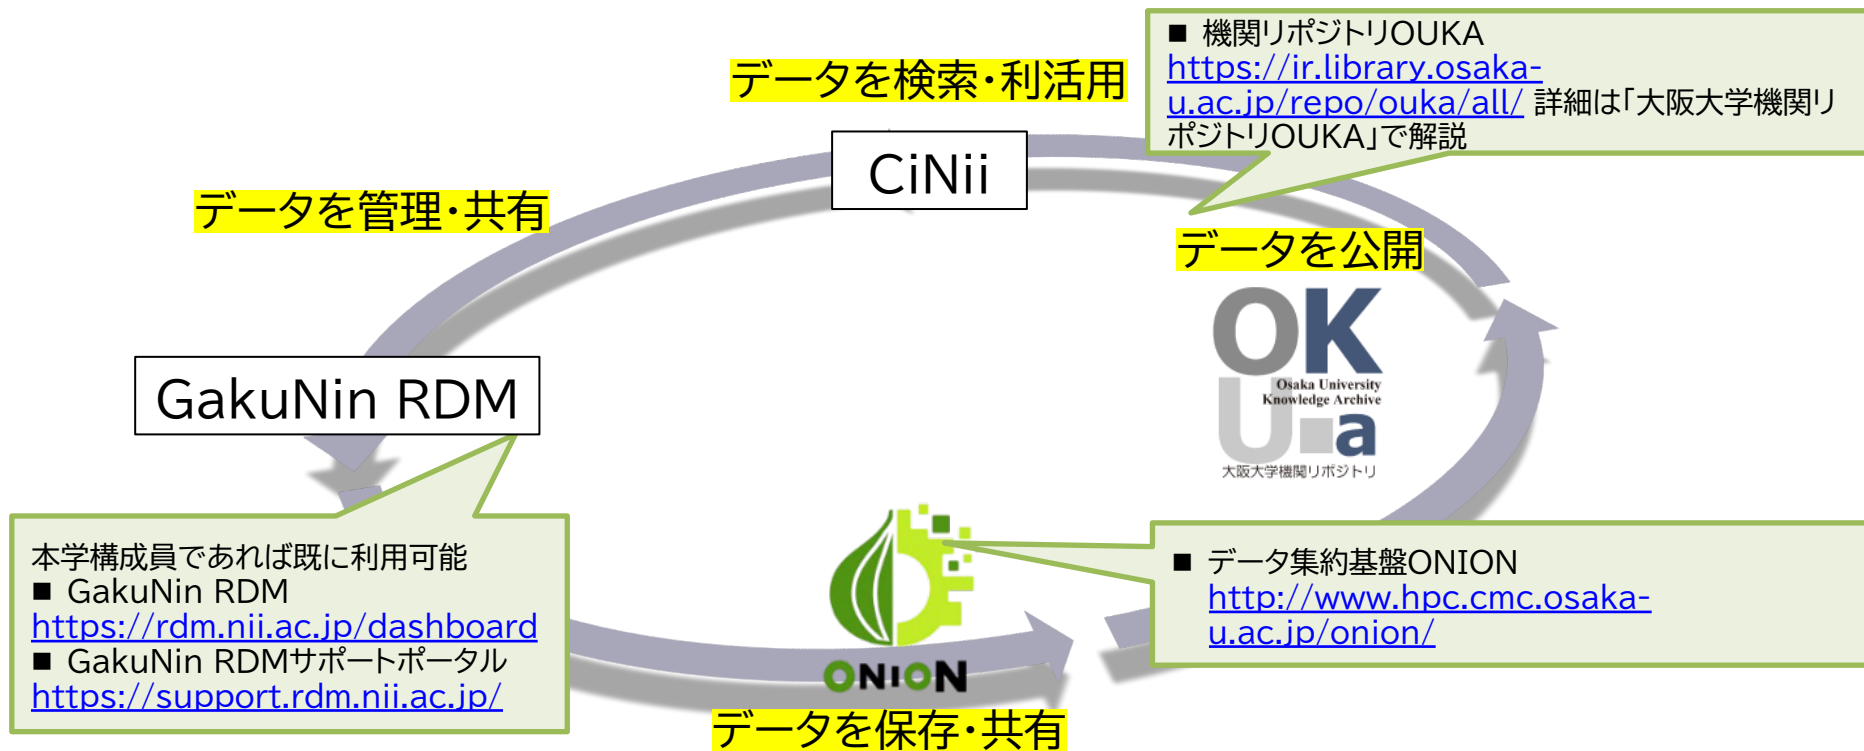 ■ 機関リポジトリOUKA
https://ir.library.osaka-
u.ac.jp/repo/ouka/all/ 詳細は「大阪大学機関リ
ポジトリOUKA」で解説
データを検索・利活用
CiNii
データを管理・共有
データを公開
OK
Osaka University
Knowledge Archive
U■a
大阪大学機関リポジトリ
GakuNin RDM
本学構成員であれば既に利用可能
■ GakuNin RDM
https://rdm.nii.ac.jp/dashboard
■ GakuNin RDMサポートポータル
https://support.rdm.nii.ac.jp/
■ データ集約基盤ONION
http://www.hpc.cmc.osaka-
u.ac.jp/onion/
ONION
データを保存・共有